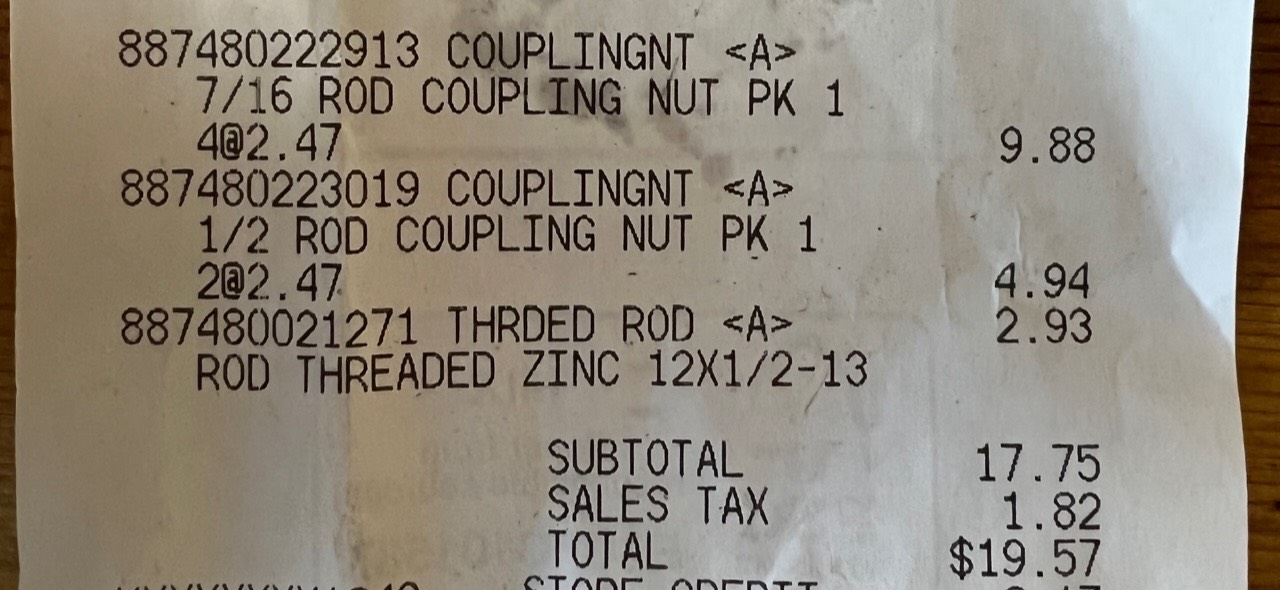 887480222913 COUPLINGNT <A>
7/16 ROD COUPLING NUT PK 1
4@2.47 9.88
887480223019 COUPLINGNT <A>
1/2 ROD COUPLING NUT PK 1
2@2.47 4.94
887480021271 THRDED ROD <A> 2.93
ROD THREADED ZINC 12X1/2-13
SUBTOTAL 17.75
SALES TAX 1.82
TOTAL $19.57
STORE CREDIT